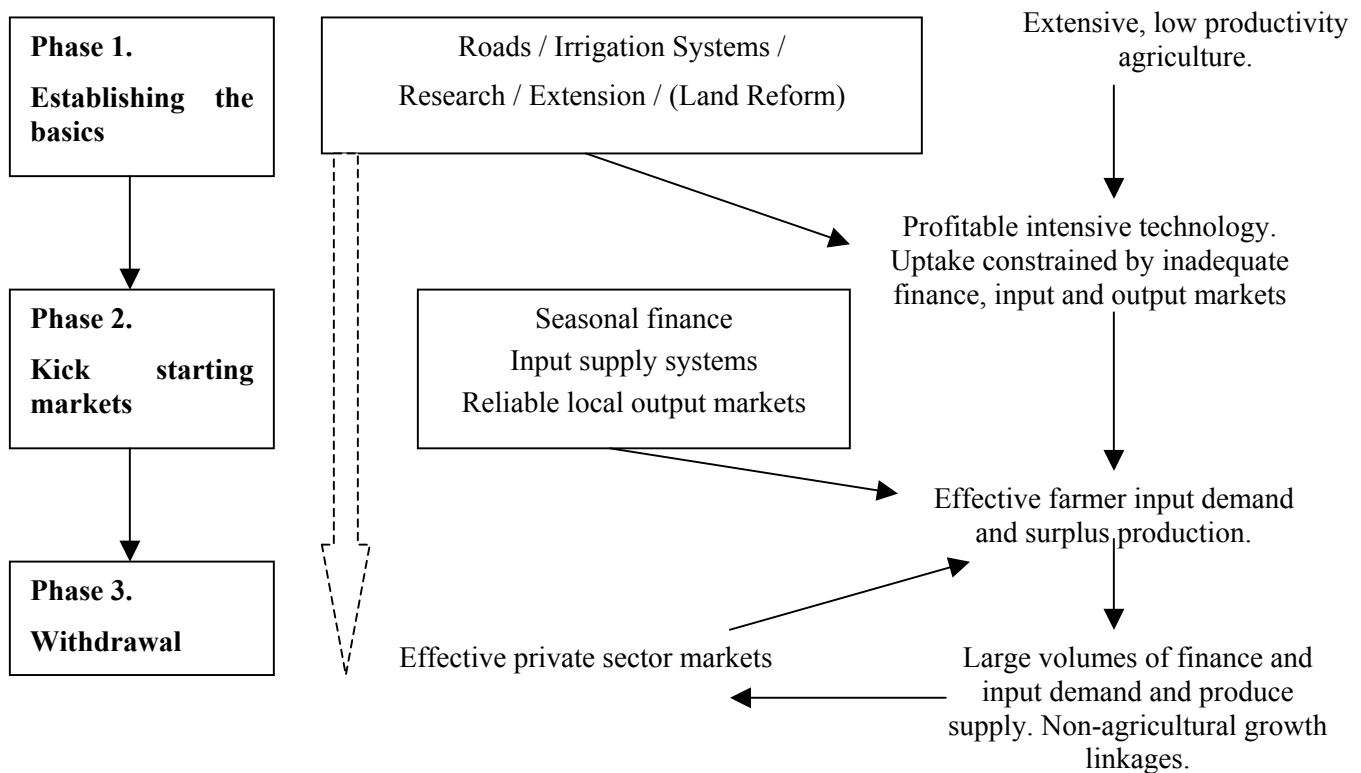 Phase 1.
Establishing the
basics
Roads / Irrigation Systems /
Research / Extension / (Land Reform)
Extensive, low productivity
agriculture.
Profitable intensive technology.
Uptake constrained by inadequate
finance, input and output markets
Phase 2.
Kick starting
markets
Seasonal finance
Input supply systems
Reliable local output markets
Effective farmer input demand
and surplus production.
Phase 3.
Withdrawal
Effective private sector markets
Large volumes of finance and
input demand and produce
supply. Non-agricultural growth
linkages.